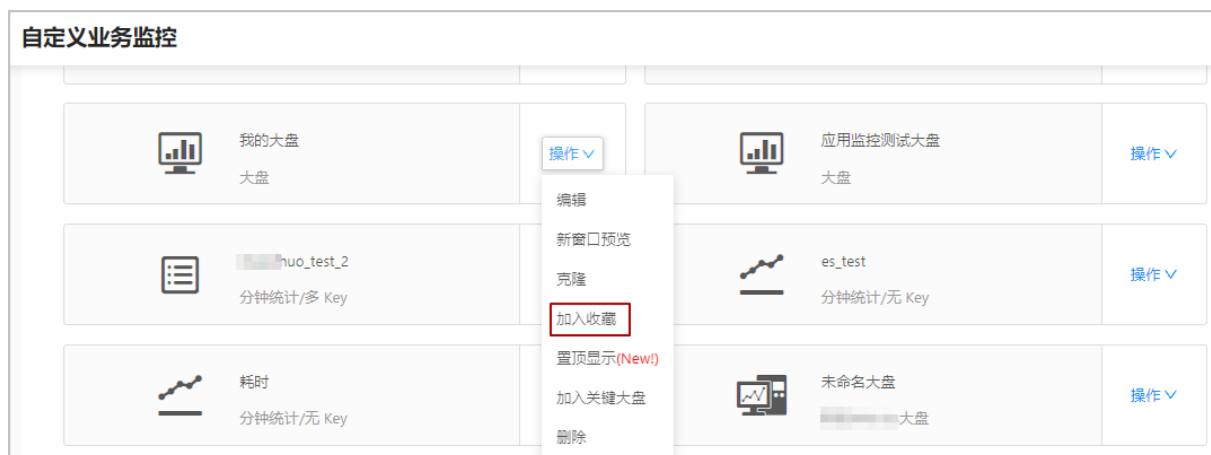 自定义业务监控
我的大盘
大盘
操作
应用监控测试大盘
大盘
操作
编辑
新窗口预览
克隆
加入收藏
置顶显示(New!)
加入关键大盘
删除
huo_test_2
分钟统计/多 Key
es_test
分钟统计/无 Key
操作
耗时
分钟统计/无 Key
未命名大盘
大盘
操作